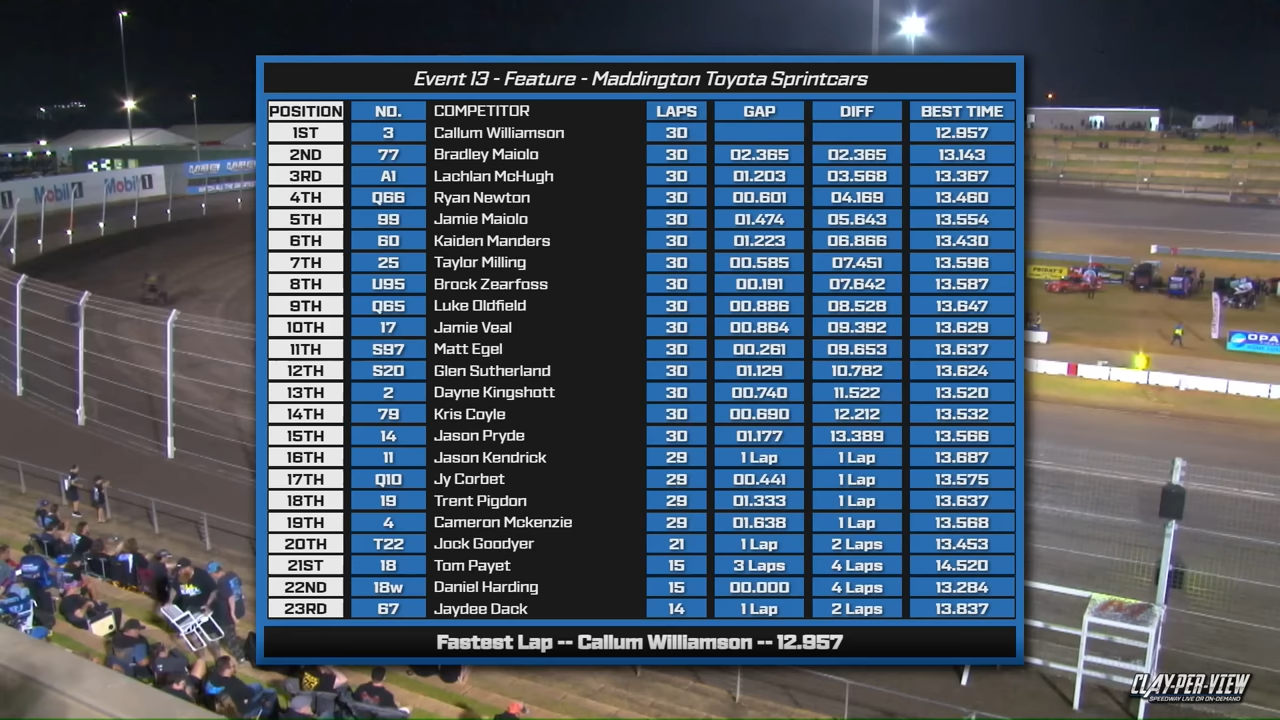 Event 13 - Feature - Maddington Toyota Sprintcars
POSITION NO. COMPETITOR LAPS GAP DIFF BEST TIME
1ST 3 Callum Williamson 30 12.957
2ND 77 Bradley Maiolo 30 02.365 02.365 13.143
3RD A1 Lachlan McHugh 30 01.203 03.568 13.367
4TH Q66 Ryan Newton 30 00.601 04.169 13.460
5TH 99 Jamie Maiolo 30 01.474 05.643 13.554
6TH 60 Kaiden Manders 30 01.223 06.866 13.430
7TH 25 Taylor Milling 30 00.585 07.451 13.596
8TH U95 Brock Zearfoss 30 00.191 07.642 13.587
9TH Q65 Luke Oldfield 30 00.886 08.528 13.647
10TH 17 Jamie Veal 30 00.864 09.392 13.629
11TH S97 Matt Egel 30 00.261 09.653 13.637
12TH S20 Glen Sutherland 30 01.129 10.782 13.624
13TH 2 Dayne Kingshott 30 00.740 11.522 13.520
14TH 79 Kris Coyle 30 00.690 12.212 13.532
15TH 14 Jason Pryde 30 01.177 13.389 13.566
16TH 11 Jason Kendrick 29 1 Lap 1 Lap 13.687
17TH Q10 Jy Corbet 29 00.441 1 Lap 13.575
18TH 19 Trent Pigdon 29 01.333 1 Lap 13.637
19TH 4 Cameron Mckenzie 29 01.638 1 Lap 13.568
20TH T22 Jock Goodyer 21 1 Lap 2 Laps 13.453
21ST 18 Tom Payet 15 3 Laps 4 Laps 14.520
22ND 18w Daniel Harding 15 00.000 4 Laps 13.284
23RD 67 Jaydee Dack 14 1 Lap 2 Laps 13.837
Fastest Lap -- Callum Williamson -- 12.957
1 Mobil 1 Mobil 1
OPA
CLAY-PER-VIEW
SPEEDWAY LIVE OR ON-DEMAND